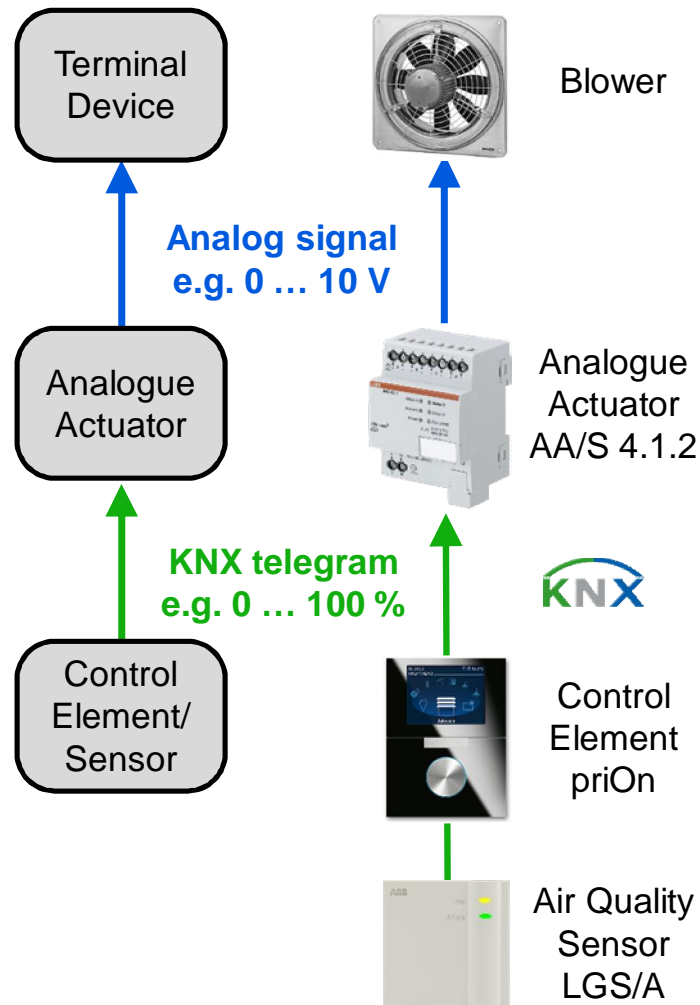 Terminal
Device
Blower
Analog signal
e.g. 0 … 10 V
Analogue
Actuator
Analogue
Actuator
AA/S 4.1.2
KNX telegram
e.g. 0 … 100 %
KNX
Control
Element/
Sensor
Control
Element
priOn
ABB
Air Quality
Sensor
LGS/A